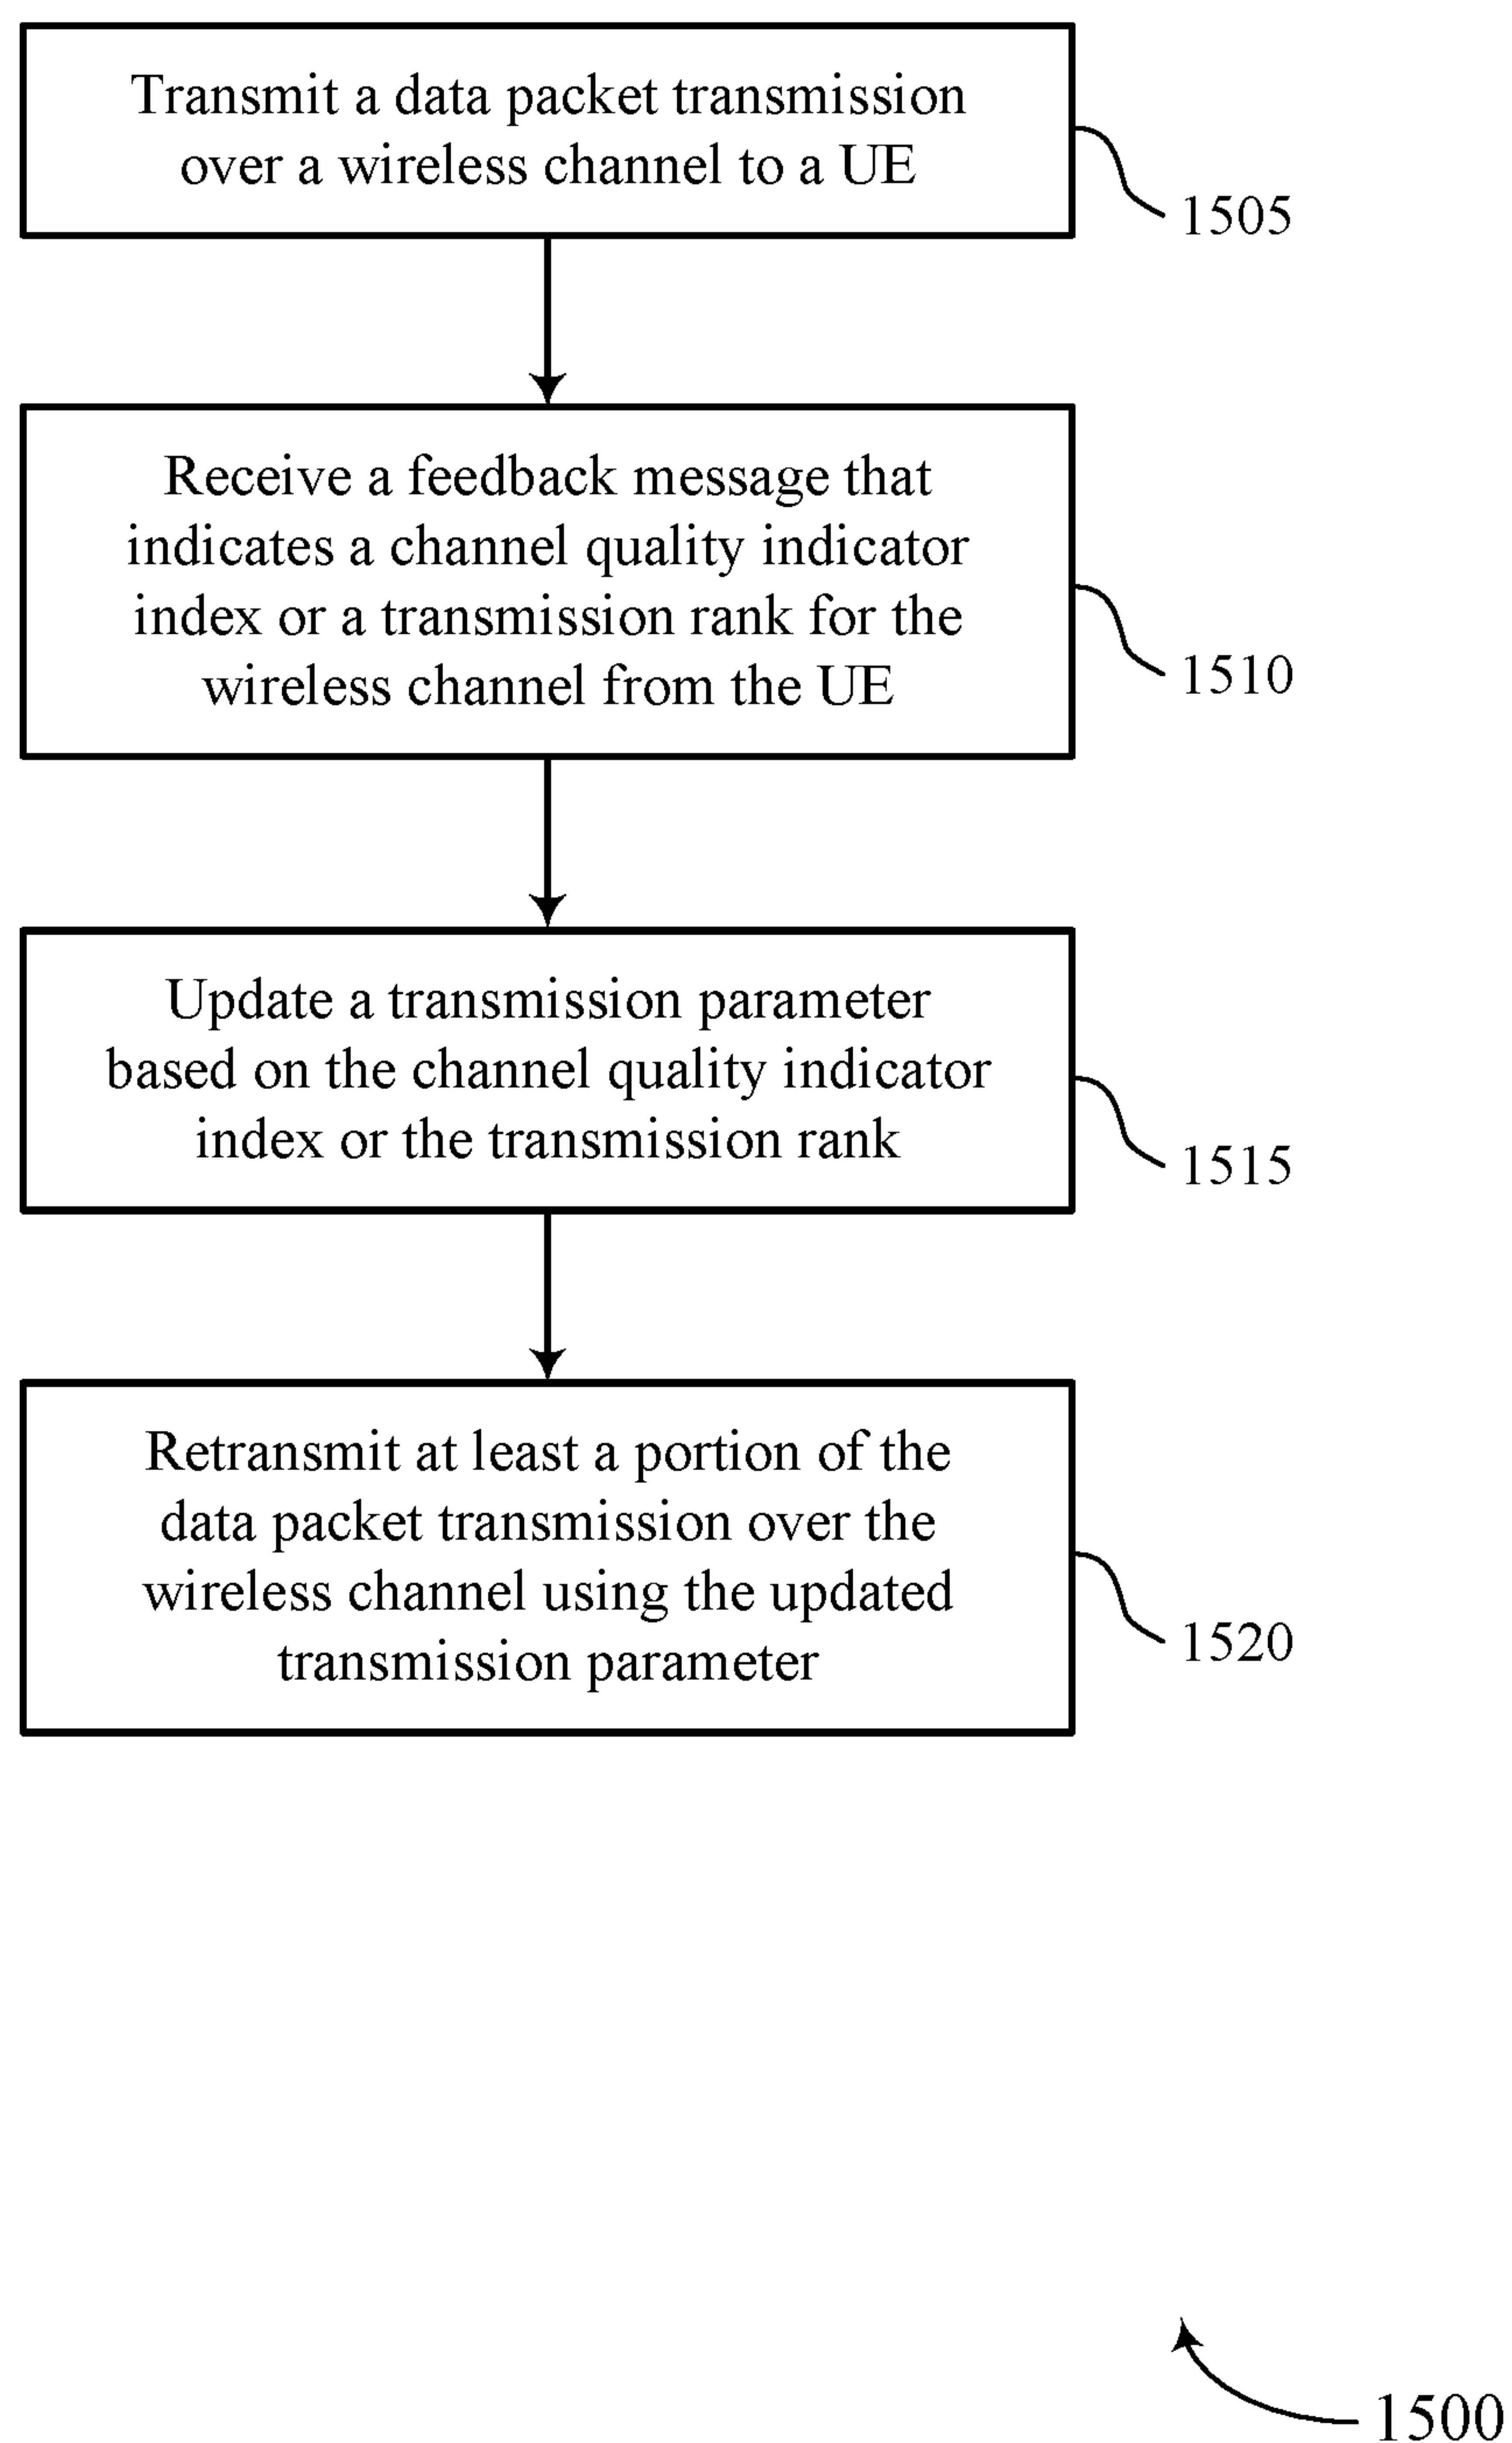 Transmit a data packet transmission
over a wireless channel to a UE
1505
Receive a feedback message that
indicates a channel quality indicator
index or a transmission rank for the
wireless channel from the UE
1510
Update a transmission parameter
based on the channel quality indicator
index or the transmission rank
1515
Retransmit at least a portion of the
data packet transmission over the
wireless channel using the updated
transmission parameter
1520
1500